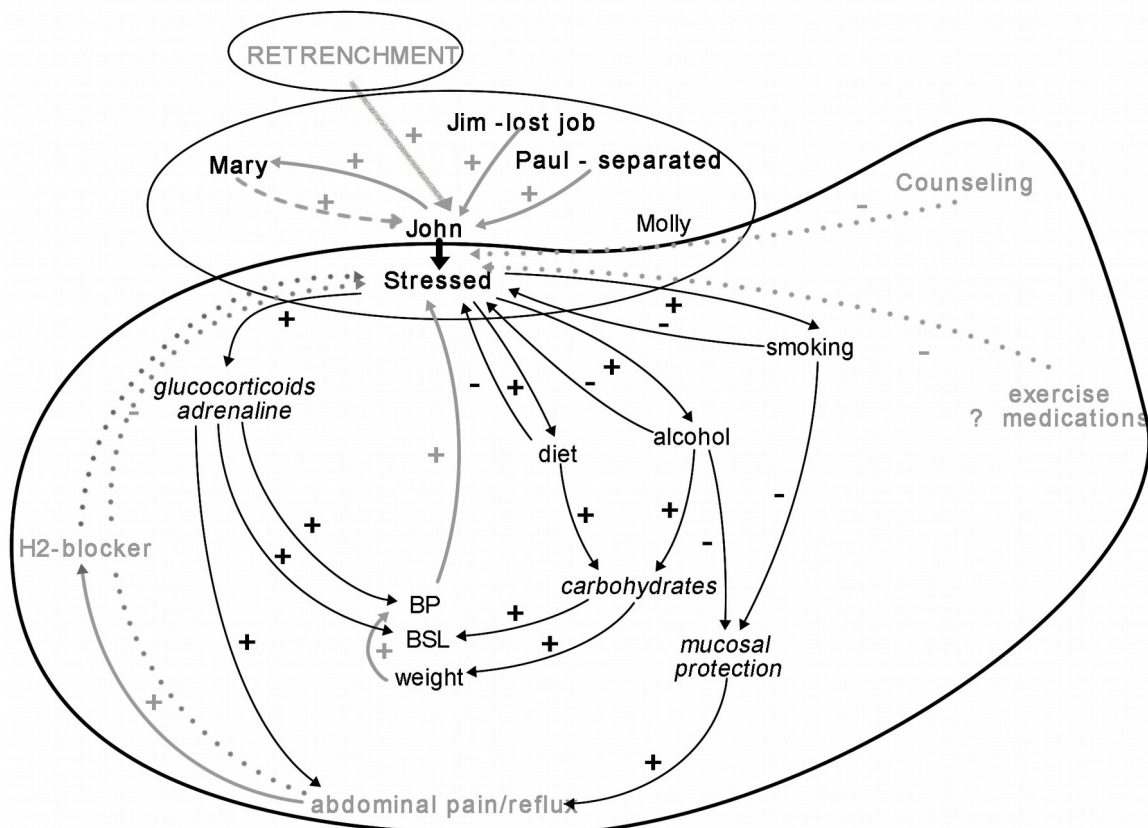 RETRENCHMENT
+
Jim -lost job
+
+
Mary
Paul - separated
+
+
Counseling
-
John
Molly
Stressed
+
-
smoking
+
-
+
-
+
-
exercise
? medications
glucocorticoids
adrenaline
-
alcohol
diet
+
-
+
+
+
-
H2-blocker
+
carbohydrates
BP
+
BSL
+
mucosal
protection
+
+
weight
+
+
abdominal pain/reflux